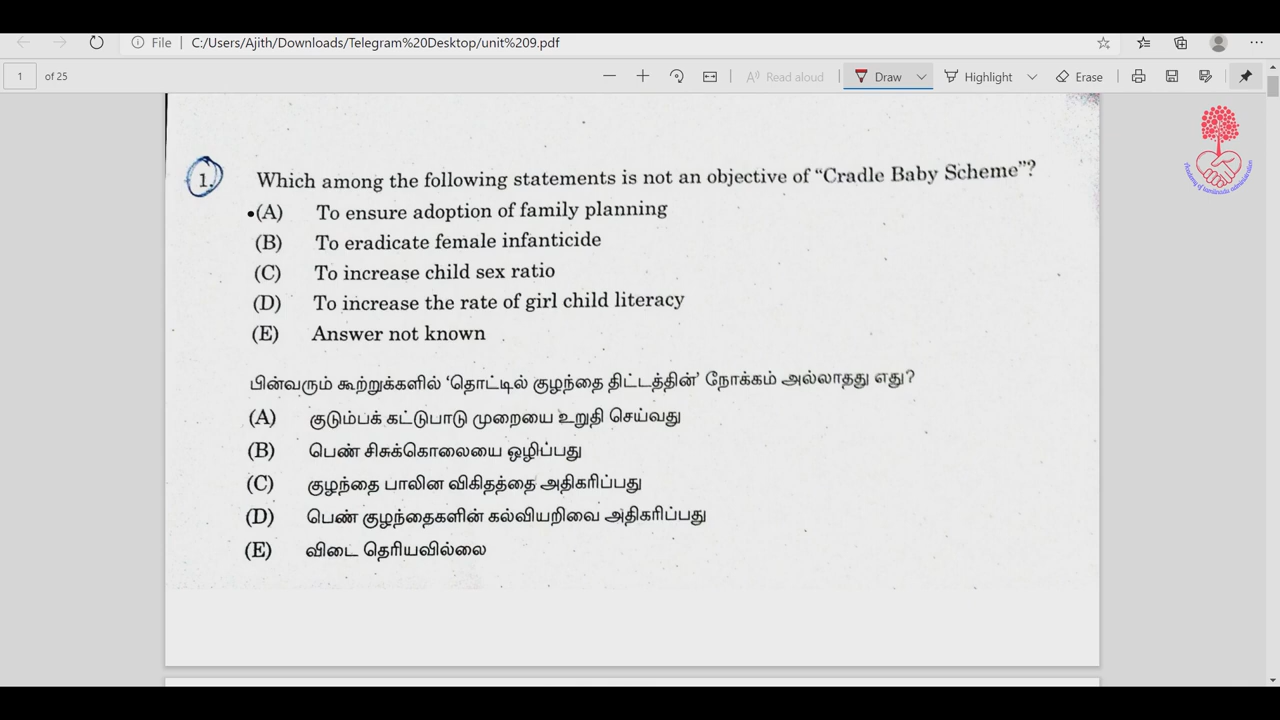 File
C:/Users/Ajith/Downloads/Telegram%20Desktop/unit%209.pdf
1 of 25
Read aloud
Draw
Highlight
Erase
Academy of tamilnadu administration
1. Which among the following statements is not an objective of “Cradle Baby Scheme”?
•(A) To ensure adoption of family planning
(B) To eradicate female infanticide
(C) To increase child sex ratio
(D) To increase the rate of girl child literacy
(E) Answer not known
பின்வரும் கூற்றுக்களில் ‘தொட்டில் குழந்தை திட்டத்தின்’ நோக்கம் அல்லாதது எது?
(A) குடும்பக் கட்டுபாடு முறையை உறுதி செய்வது
(B) பெண் சிசுக்கொலையை ஒழிப்பது
(C) குழந்தை பாலின விகிதத்தை அதிகரிப்பது
(D) பெண் குழந்தைகளின் கல்வியறிவை அதிகரிப்பது
(E) விடை தெரியவில்லை